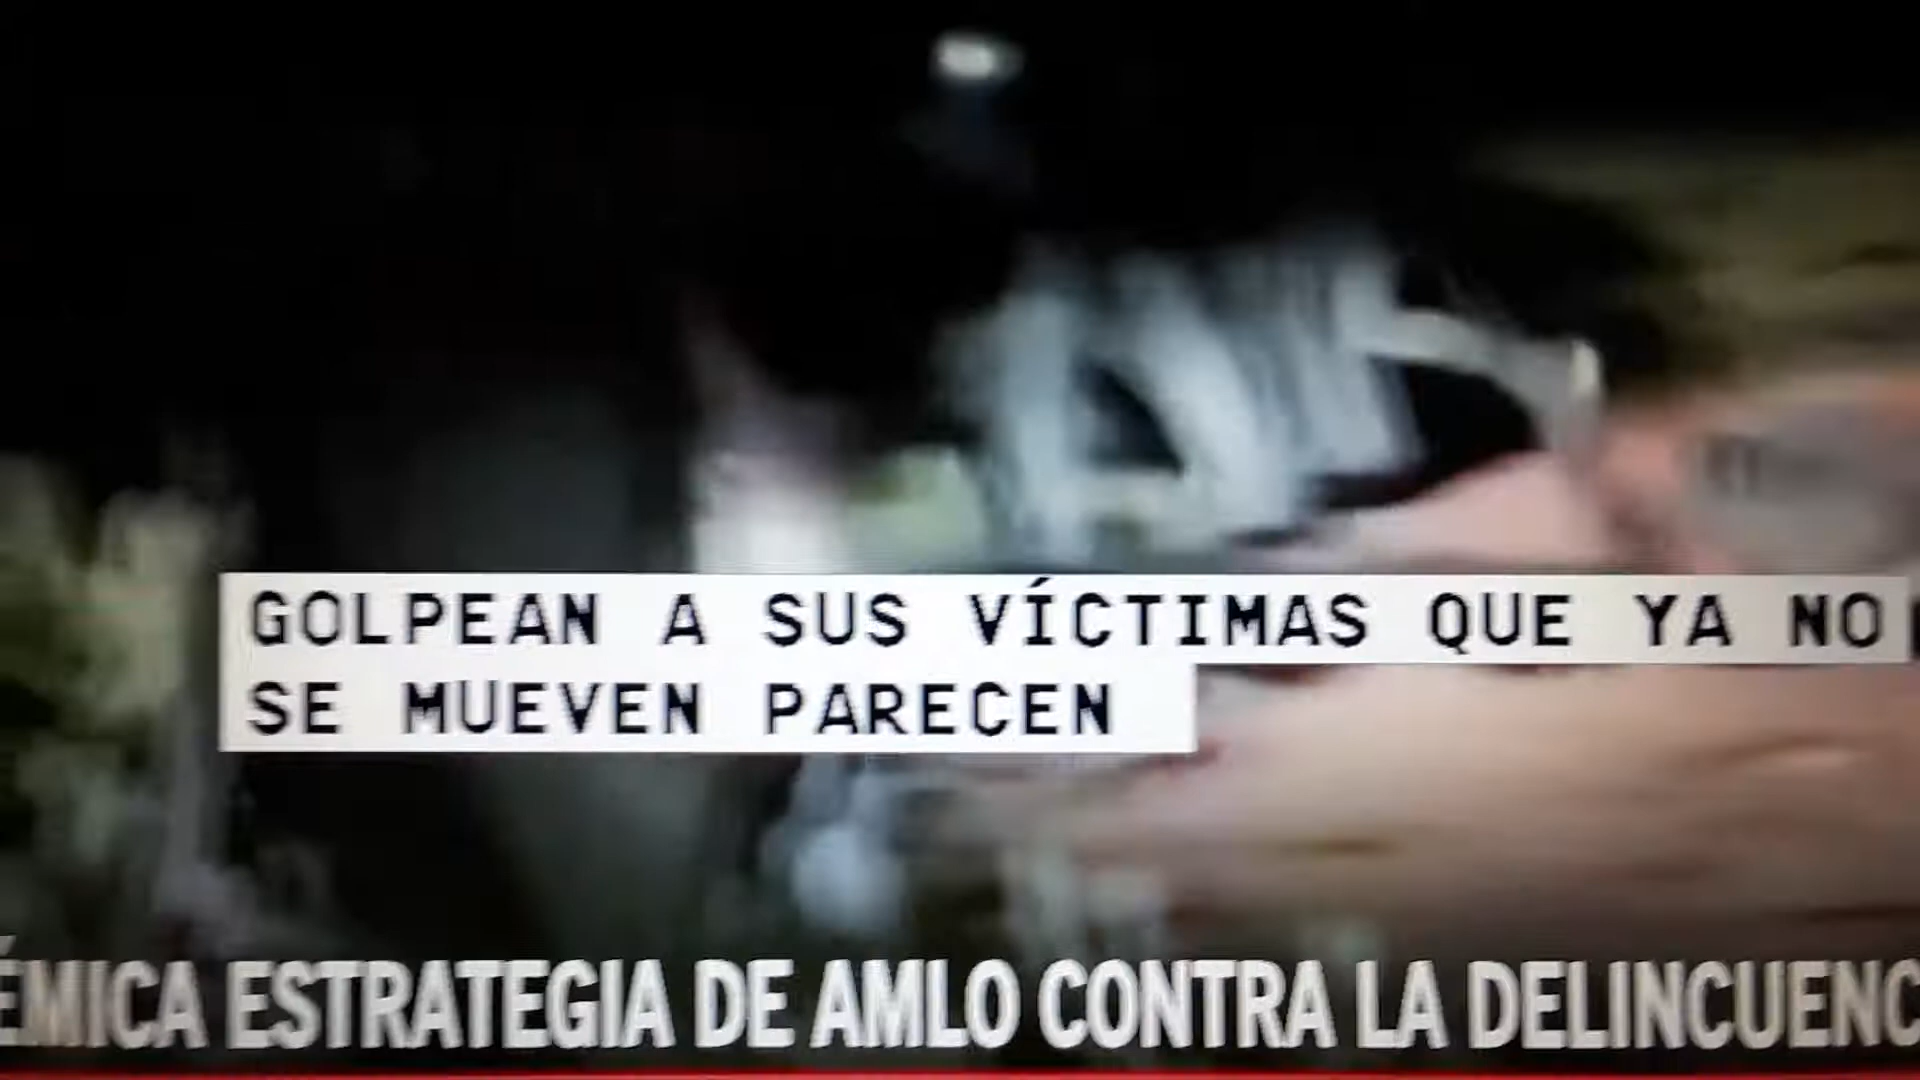 GOLPEAN A SUS VÍCTIMAS QUE YA NO
SE MUEVEN PARECEN
ÉMICA ESTRATEGIA DE AMLO CONTRA LA DELINCUENC